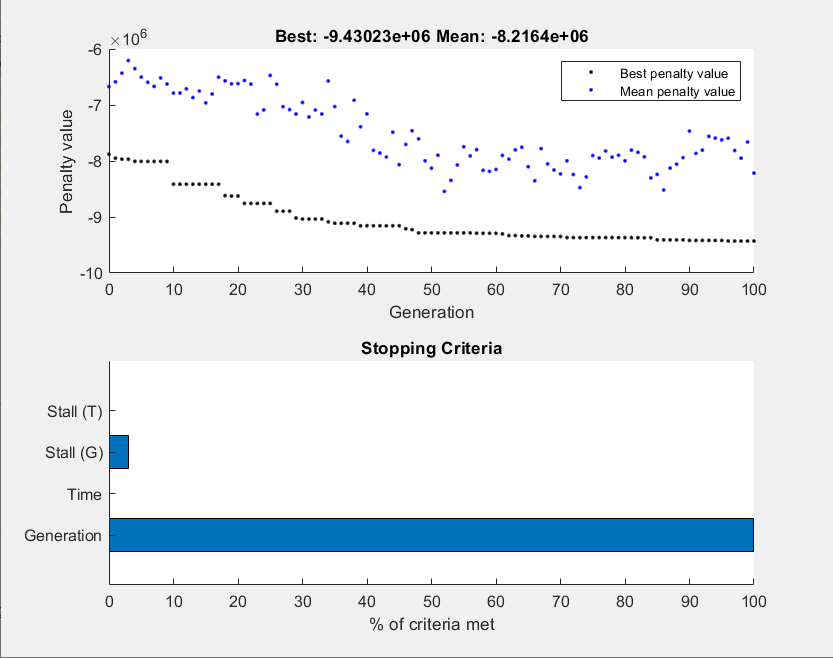 ×10⁶
Best: -9.43023e+06 Mean: -8.2164e+06
-6
-7
-8
-9
-10
Penalty value
Best penalty value
Mean penalty value
0 10 20 30 40 50 60 70 80 90 100
Generation
Stopping Criteria
Stall (T)
Stall (G)
Time
Generation
0 10 20 30 40 50 60 70 80 90 100
% of criteria met